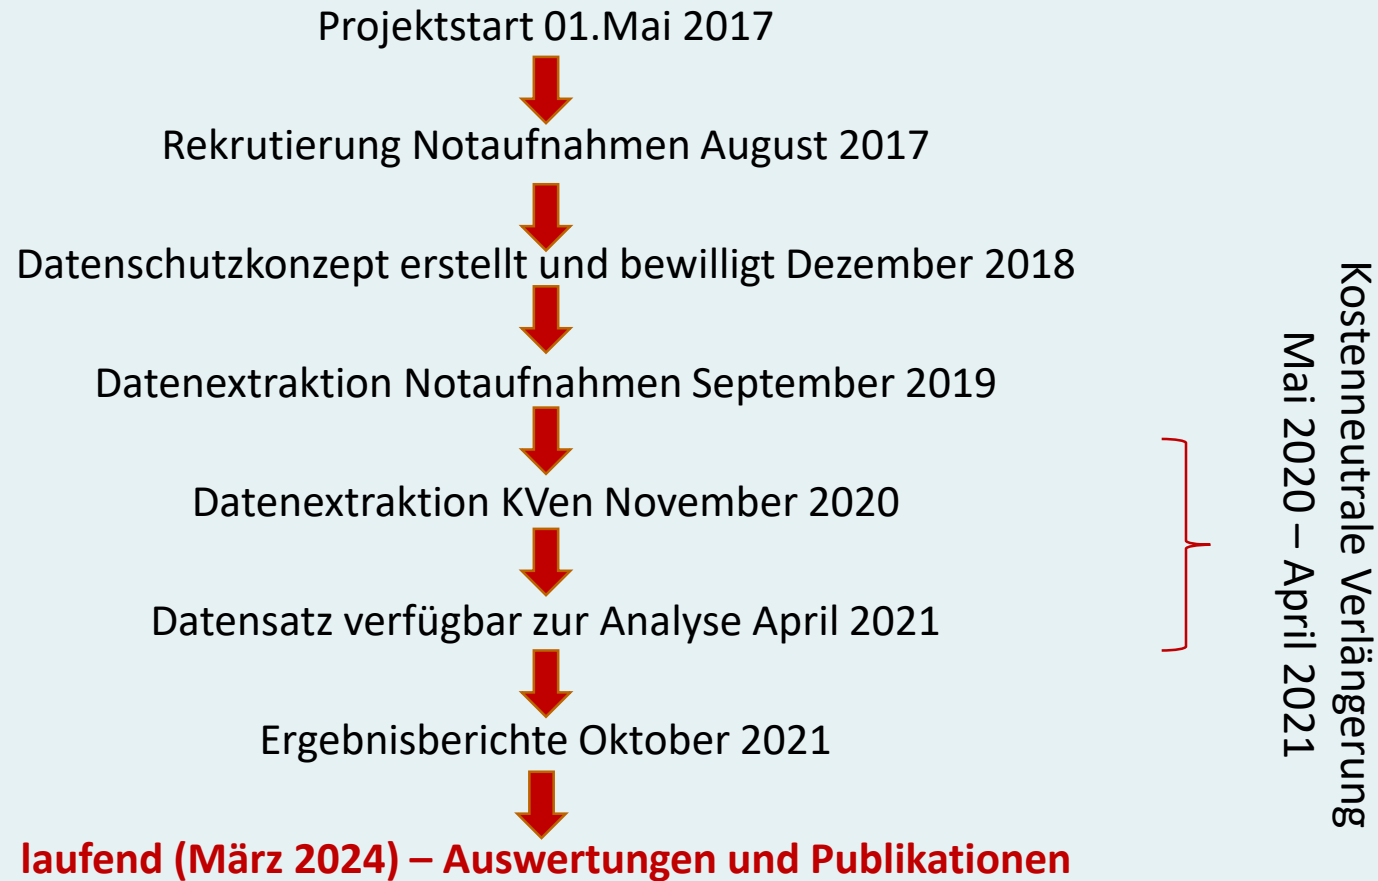 Projektstart 01.Mai 2017
Rekrutierung Notaufnahmen August 2017
Datenschutzkonzept erstellt und bewilligt Dezember 2018
Datenextraktion Notaufnahmen September 2019
Datenextraktion KVen November 2020
Datensatz verfügbar zur Analyse April 2021
Ergebnisberichte Oktober 2021
laufend (März 2024) – Auswertungen und Publikationen
Kostenneutrale Verlängerung
Mai 2020 – April 2021